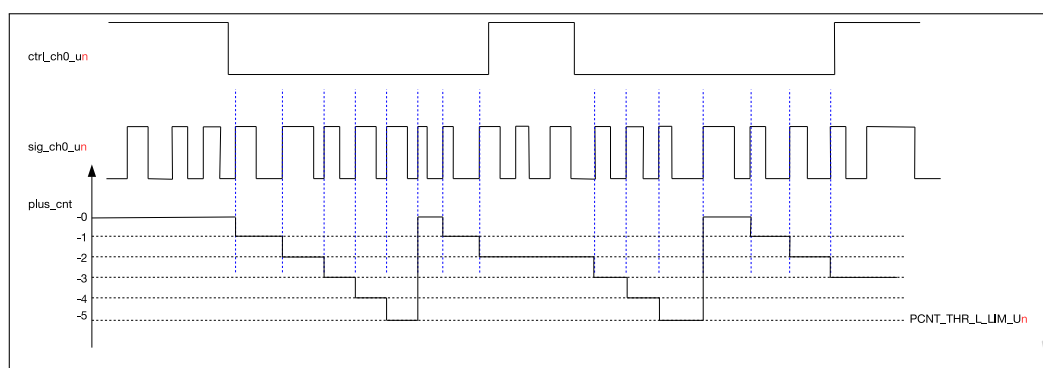 ctrl_ch0_un
sig_ch0_un
plus_cnt
-0
-1
-2
-3
-4
-5
PCNT_THR_L_LIM_Un